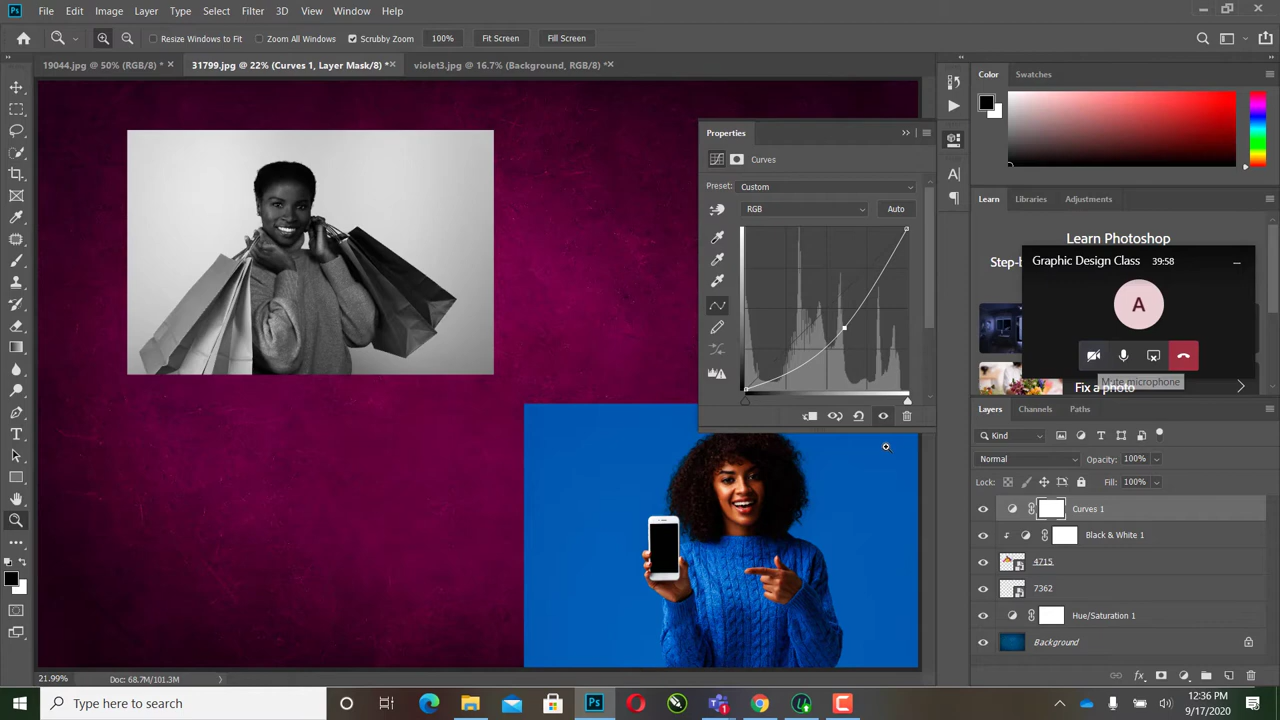 Ps File Edit Image Layer Type Select Filter 3D View Window Help
Resize Windows to Fit Zoom All Windows Scrubby Zoom 100% Fit Screen Fill Screen
19044.jpg @ 50% (RGB/8) * × 31799.jpg @ 22% (Curves 1, Layer Mask/8) * × violet3.jpg @ 16.7% (Background, RGB/8) * ×
Color Swatches
Properties
Curves
Preset: Custom
RGB Auto
Learn Libraries Adjustments
Learn Photoshop
Step-b
Graphic Design Class 39:58
A
Mute microphone
Fix a photo
Layers Channels Paths
Kind
Normal Opacity: 100%
Lock: Fill: 100%
Curves 1
Black & White 1
4715
7362
Hue/Saturation 1
Background
21.99% Doc: 68.7M/101.3M
Type here to search
Ps
12:36 PM
9/17/2020